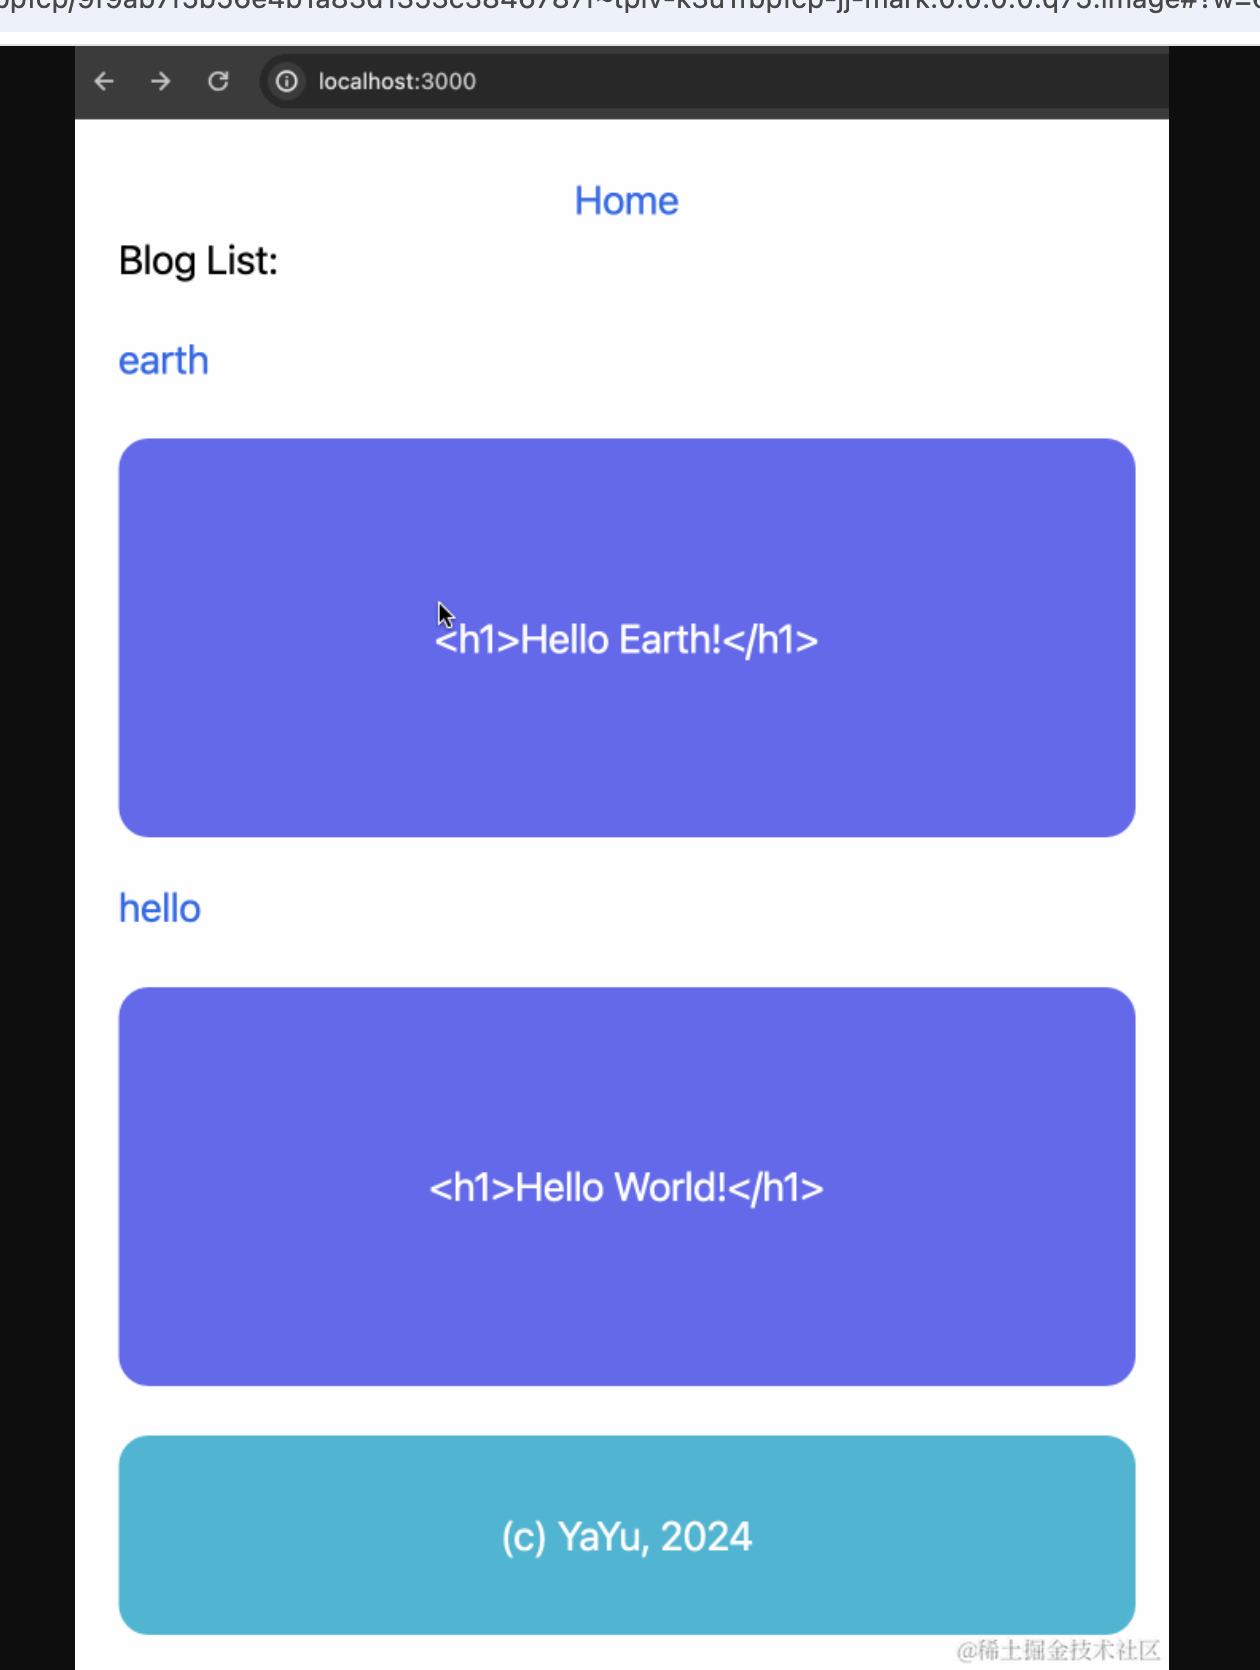 localhost:3000
Home
Blog List:
earth
<h1>Hello Earth!</h1>
hello
<h1>Hello World!</h1>
(c) YaYu, 2024
@稀土掘金技术社区